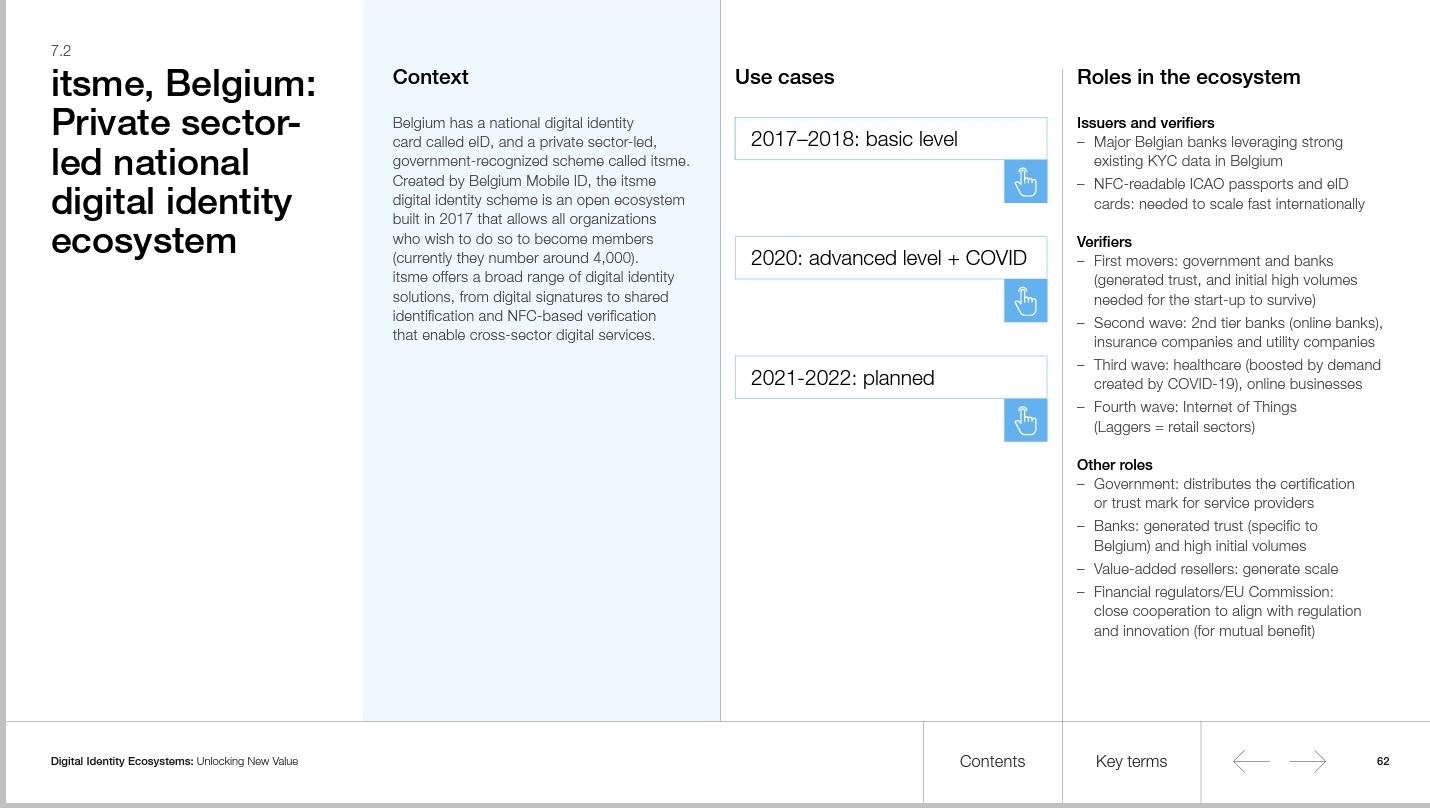 7.2
itsme, Belgium:
Private sector-
led national
digital identity
ecosystem
Context
Belgium has a national digital identity
card called eID, and a private sector-led,
government-recognized scheme called itsme.
Created by Belgium Mobile ID, the itsme
digital identity scheme is an open ecosystem
built in 2017 that allows all organizations
who wish to do so to become members
(currently they number around 4,000).
itsme offers a broad range of digital identity
solutions, from digital signatures to shared
identification and NFC-based verification
that enable cross-sector digital services.
Use cases
2017–2018: basic level
2020: advanced level + COVID
2021-2022: planned
Roles in the ecosystem
Issuers and verifiers
– Major Belgian banks leveraging strong
existing KYC data in Belgium
– NFC-readable ICAO passports and eID
cards: needed to scale fast internationally
Verifiers
– First movers: government and banks
(generated trust, and initial high volumes
needed for the start-up to survive)
– Second wave: 2nd tier banks (online banks),
insurance companies and utility companies
– Third wave: healthcare (boosted by demand
created by COVID-19), online businesses
– Fourth wave: Internet of Things
(Laggers = retail sectors)
Other roles
– Government: distributes the certification
or trust mark for service providers
– Banks: generated trust (specific to
Belgium) and high initial volumes
– Value-added resellers: generate scale
– Financial regulators/EU Commission:
close cooperation to align with regulation
and innovation (for mutual benefit)
Digital Identity Ecosystems: Unlocking New Value
Contents
Key terms
62